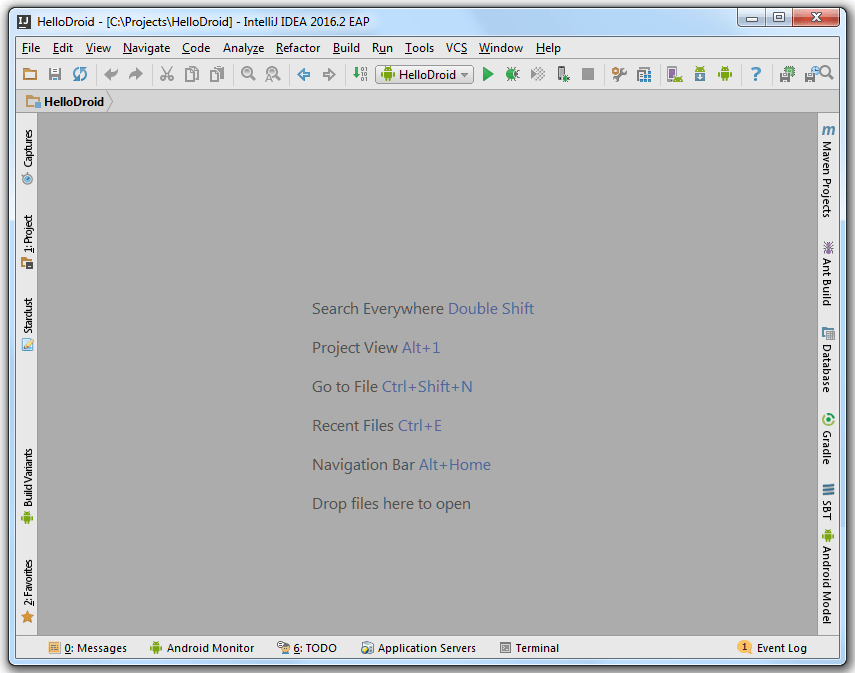 HelloDroid - [C:\Projects\HelloDroid] - IntelliJ IDEA 2016.2 EAP
File Edit View Navigate Code Analyze Refactor Build Run Tools VCS Window Help
HelloDroid
HelloDroid
Captures
1: Project
Stardust
Build Variants
2: Favorites
Search Everywhere Double Shift
Project View Alt+1
Go to File Ctrl+Shift+N
Recent Files Ctrl+E
Navigation Bar Alt+Home
Drop files here to open
m Maven Projects
Ant Build
Database
Gradle
SBT
Android Model
0: Messages Android Monitor 6: TODO Application Servers Terminal 1 Event Log